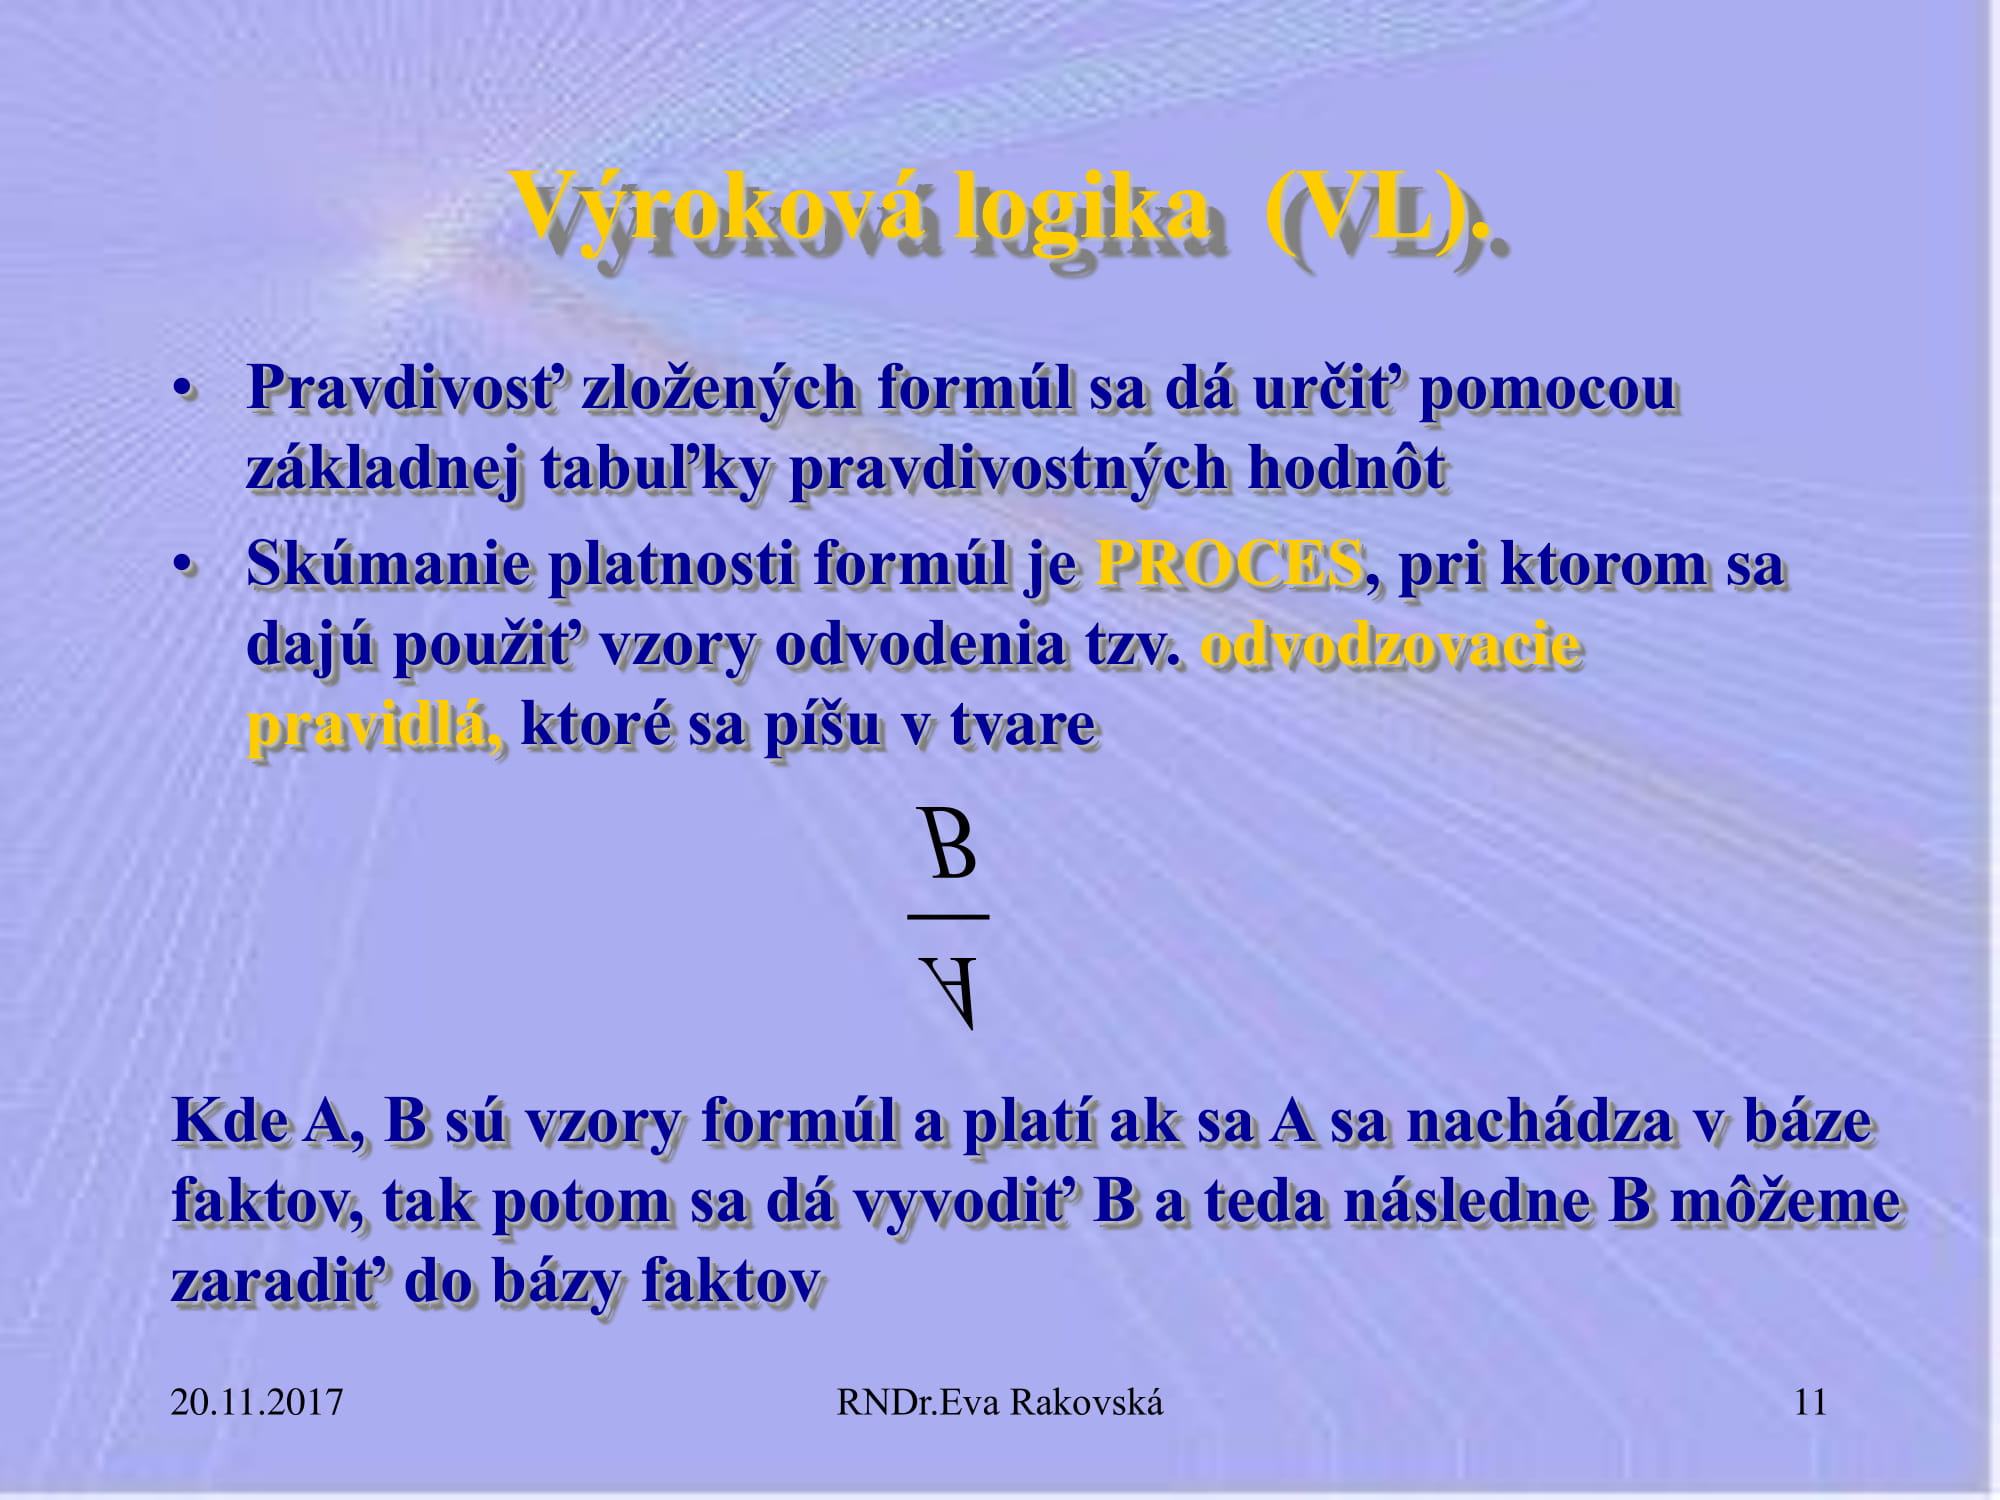 Výroková logika (VL).
• Pravdivosť zložených formúl sa dá určiť pomocou
základnej tabuľky pravdivostných hodnôt
• Skúmanie platnosti formúl je PROCES, pri ktorom sa
dajú použiť vzory odvodenia tzv. odvodzovacie
pravidlá, ktoré sa píšu v tvare
B
A
Kde A, B sú vzory formúl a platí ak sa A sa nachádza v báze
faktov, tak potom sa dá vyvodiť B a teda následne B môžeme
zaradiť do bázy faktov
20.11.2017 RNDr.Eva Rakovská 11